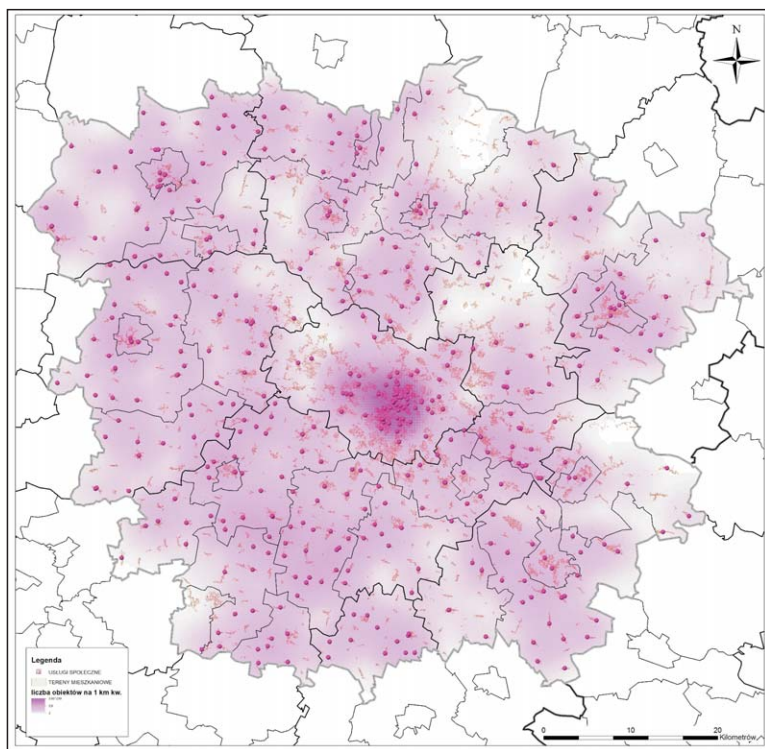 N
Legenda
USŁUGI SPOŁECZNE
TERENY MIESZKANIOWE
liczba obiektów na 1 km kw.
0 10 20
Kilometrów